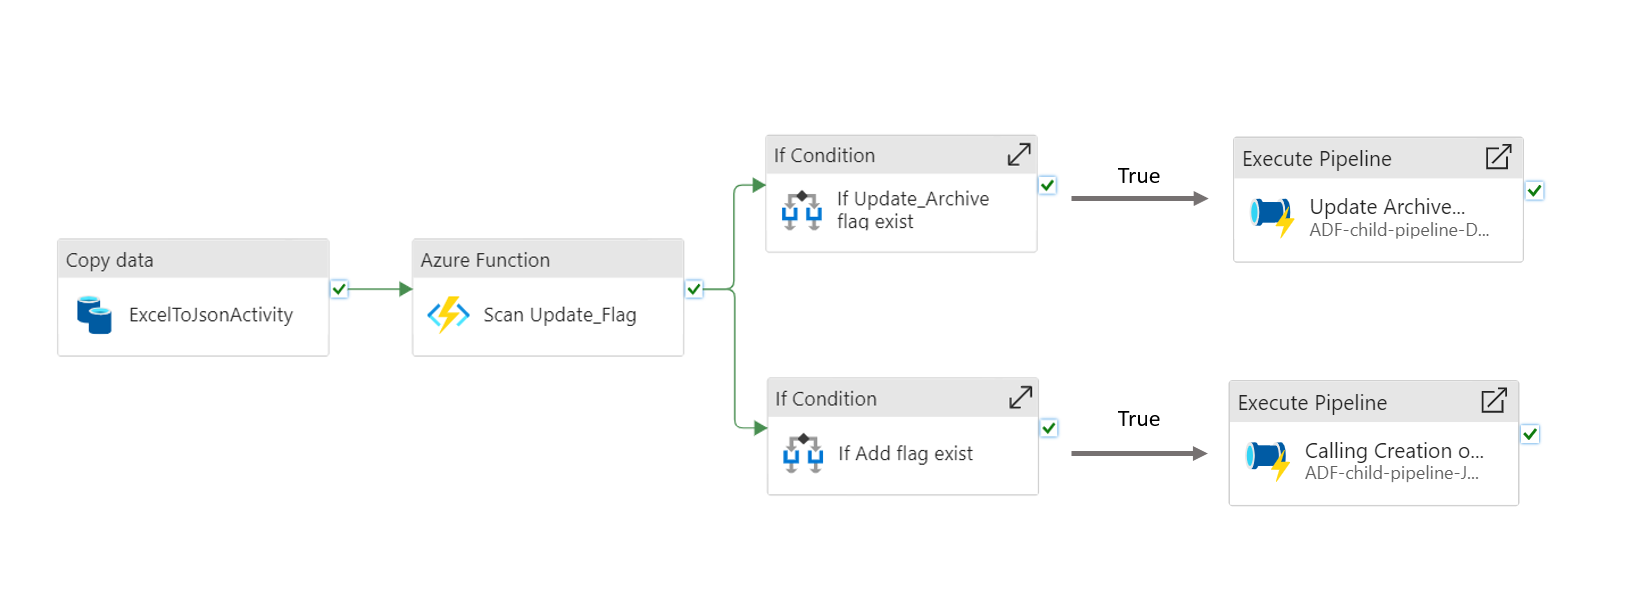 Copy data
ExcelToJsonActivity
Azure Function
Scan Update_Flag
If Condition
If Update_Archive
flag exist
True
Execute Pipeline
Update Archive...
ADF-child-pipeline-D...
If Condition
If Add flag exist
True
Execute Pipeline
Calling Creation o...
ADF-child-pipeline-J...